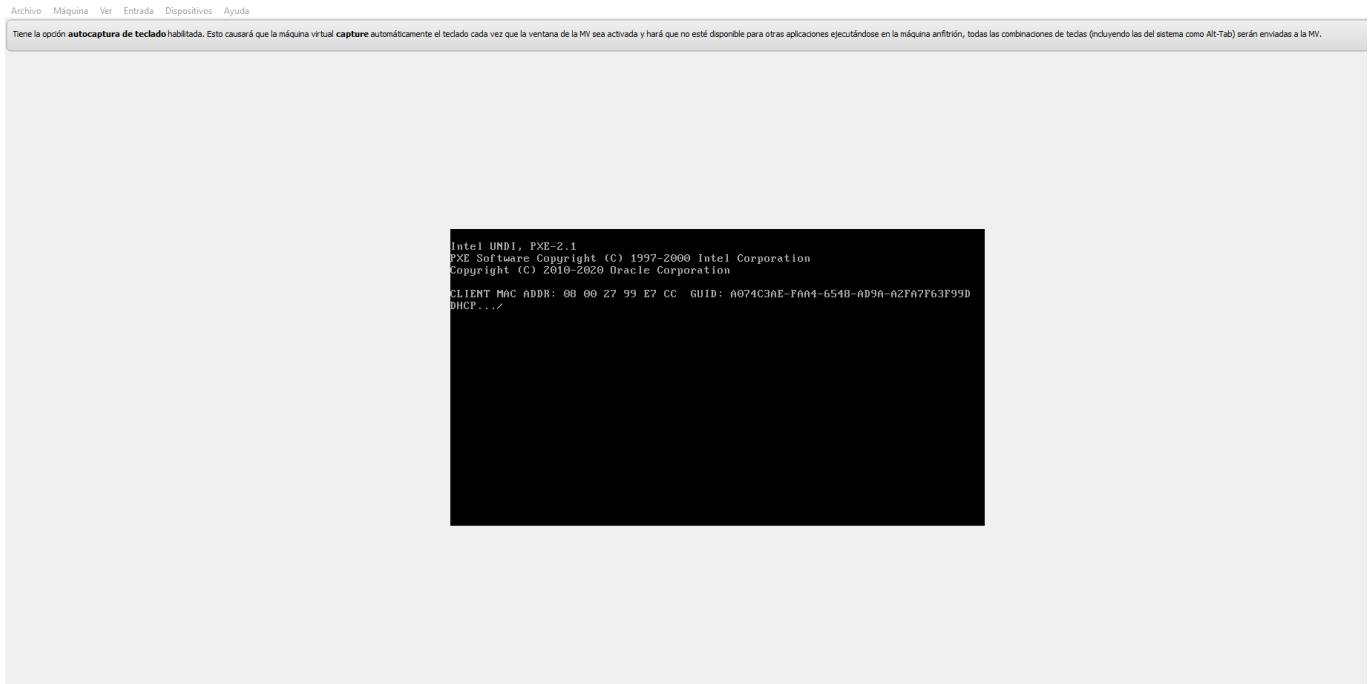 Archivo Máquina Ver Entrada Dispositivos Ayuda
Tiene la opción autocaptura de teclado habilitada. Esto causará que la máquina virtual capture automáticamente el teclado cada vez que la ventana de la MV sea activada y hará que no esté disponible para otras aplicaciones ejecutándose en la máquina anfitrión, todas las combinaciones de teclas (incluyendo las del sistema como Alt-Tab) serán enviadas a la MV.
Intel UNDI, PXE-2.1
PXE Software Copyright (C) 1997-2000 Intel Corporation
Copyright (C) 2010-2020 Oracle Corporation
CLIENT MAC ADDR: 08 00 27 99 E7 CC GUID: A074C3AE-FAA4-6548-AD9A-A2FA7F63F99D
DHCP.../